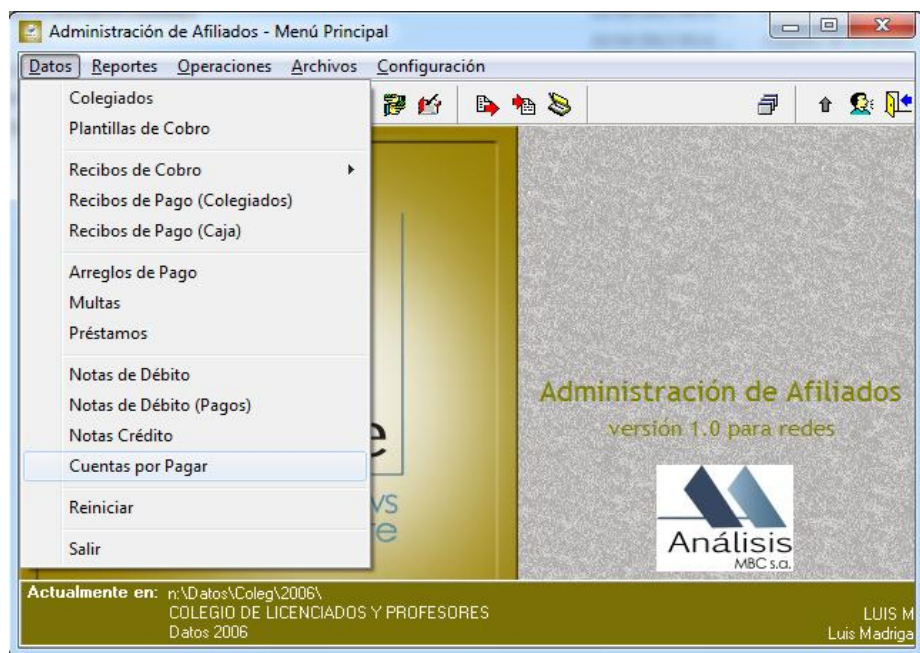 Administración de Afiliados - Menú Principal
Datos Reportes Operaciones Archivos Configuración
Colegiados
Plantillas de Cobro
Recibos de Cobro
Recibos de Pago (Colegiados)
Recibos de Pago (Caja)
Arreglos de Pago
Multas
Préstamos
Notas de Débito
Notas de Débito (Pagos)
Notas Crédito
Cuentas por Pagar
Reiniciar
Salir
e
vs
e
Administración de Afiliados
versión 1.0 para redes
Análisis
MBC s.a.
Actualmente en: n:\Datos\Coleg\2006\
COLEGIO DE LICENCIADOS Y PROFESORES LUIS M
Datos 2006 Luis Madriga